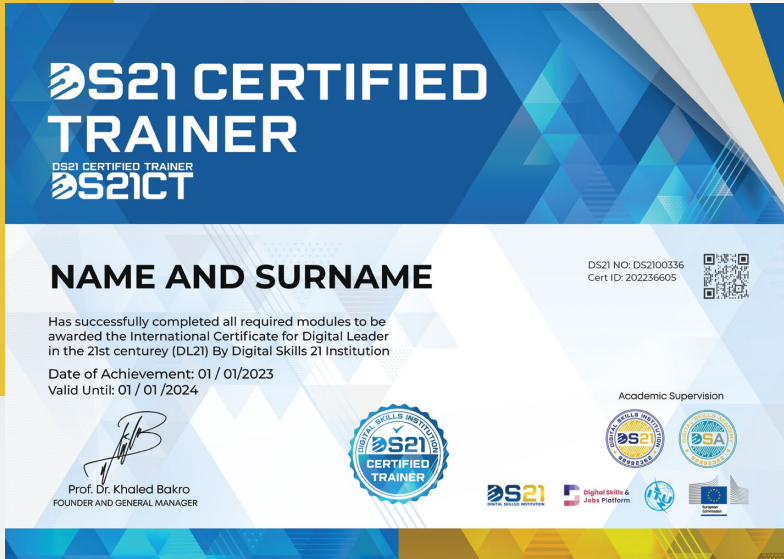 DS21 CERTIFIED
TRAINER
DS21 CERTIFIED TRAINER
DS21CT
NAME AND SURNAME
DS21 NO: DS2100336
Cert ID: 202236605
Has successfully completed all required modules to be
awarded the International Certificate for Digital Leader
in the 21st centurey (DL21) By Digital Skills 21 Institution
Date of Achievement: 01 / 01/2023
Valid Until: 01 / 01 /2024
Prof. Dr. Khaled Bakro
FOUNDER AND GENERAL MANAGER
DIGITAL SKILLS INSTITUTION
DS21
CERTIFIED
TRAINER
Academic Supervision
DIGITAL SKILLS INSTITUTION
DS21
DSA
DS21
DIGITAL SKILLS21 INSTITUTION
Digital Skills &
Jobs Platform
ITU
European
Commission